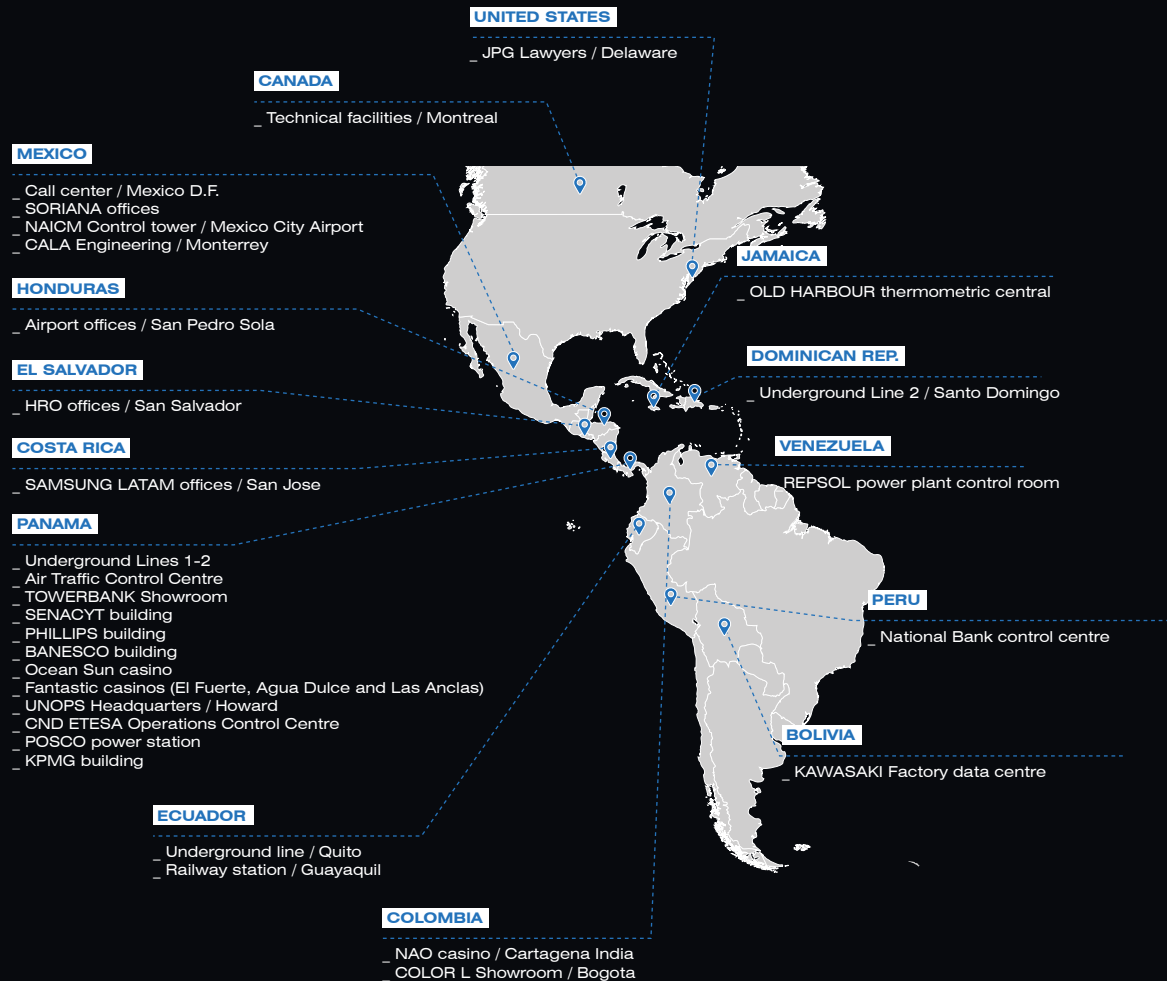 UNITED STATES
_ JPG Lawyers / Delaware
CANADA
_ Technical facilities / Montreal
MEXICO
_ Call center / Mexico D.F.
_ SORIANA offices
_ NAICM Control tower / Mexico City Airport
_ CALA Engineering / Monterrey
JAMAICA
_ OLD HARBOUR thermometric central
HONDURAS
_ Airport offices / San Pedro Sola
DOMINICAN REP.
_ Underground Line 2 / Santo Domingo
EL SALVADOR
_ HRO offices / San Salvador
COSTA RICA
_ SAMSUNG LATAM offices / San Jose
VENEZUELA
_ REPSOL power plant control room
PANAMA
_ Underground Lines 1-2
_ Air Traffic Control Centre
_ TOWERBANK Showroom
_ SENACYT building
_ PHILLIPS building
_ BANESCO building
_ Ocean Sun casino
_ Fantastic casinos (El Fuerte, Agua Dulce and Las Anclas)
_ UNOPS Headquarters / Howard
_ CND ETESA Operations Control Centre
_ POSCO power station
_ KPMG building
PERU
_ National Bank control centre
BOLIVIA
_ KAWASAKI Factory data centre
ECUADOR
_ Underground line / Quito
_ Railway station / Guayaquil
COLOMBIA
_ NAO casino / Cartagena India
_ COLOR L Showroom / Bogota